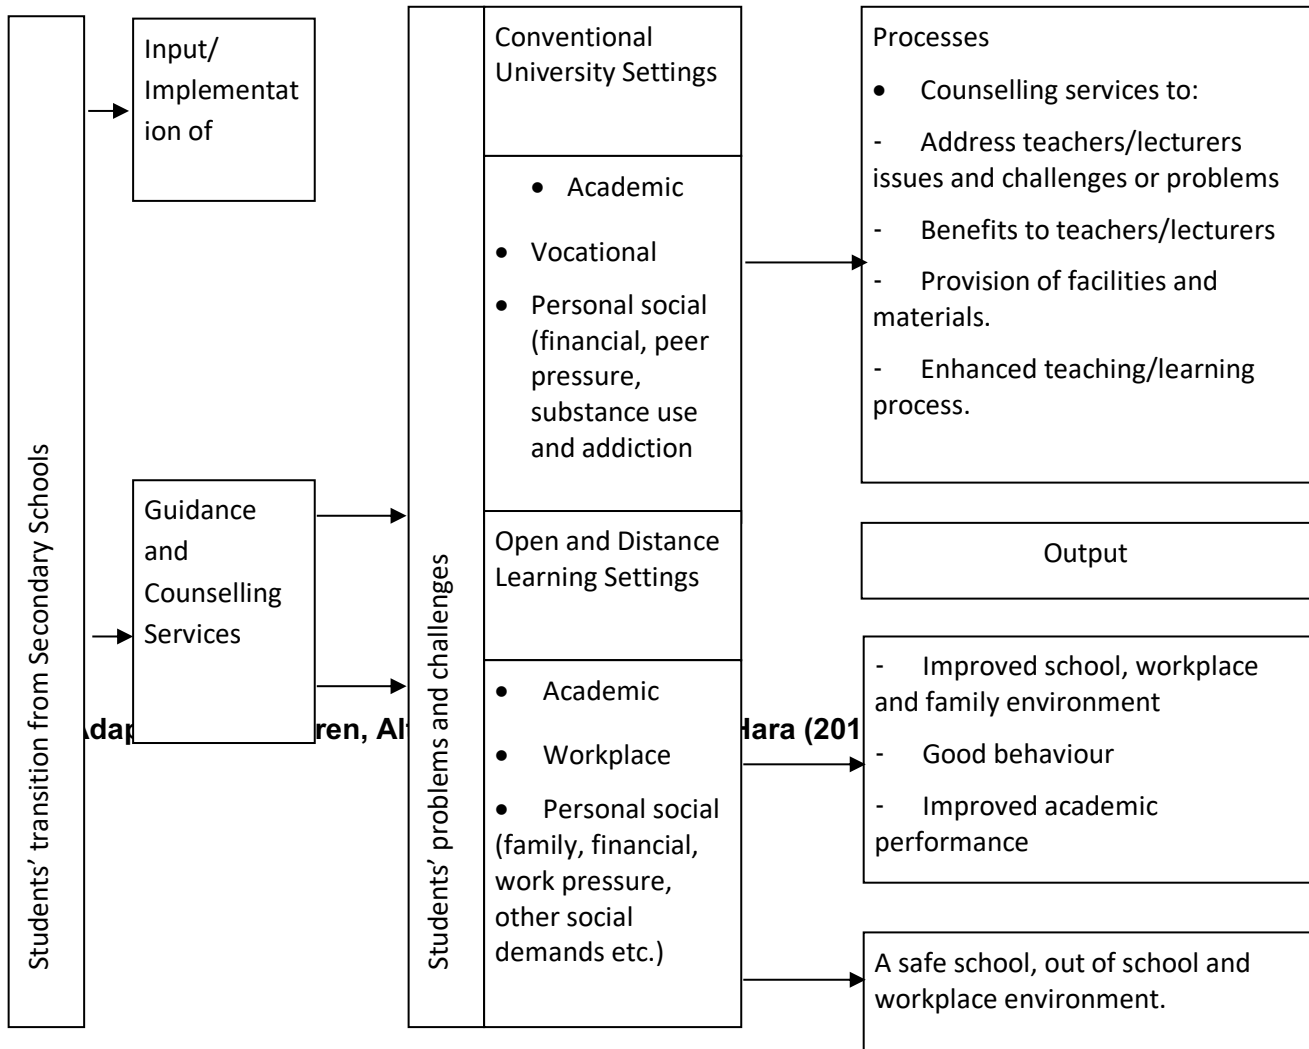 Students’ transition from Secondary Schools
Input/
Implementat
ion of
Guidance
and
Counselling
Services
Students’ problems and challenges
Conventional
University Settings
• Academic
• Vocational
• Personal social
(financial, peer
pressure,
substance use
and addiction
Open and Distance
Learning Settings
• Academic
• Workplace
• Personal social
(family, financial,
work pressure,
other social
demands etc.)
Processes
• Counselling services to:
- Address teachers/lecturers
issues and challenges or problems
- Benefits to teachers/lecturers
- Provision of facilities and
materials.
- Enhanced teaching/learning
process.
Output
- Improved school, workplace
and family environment
- Good behaviour
- Improved academic
performance
A safe school, out of school and
workplace environment.